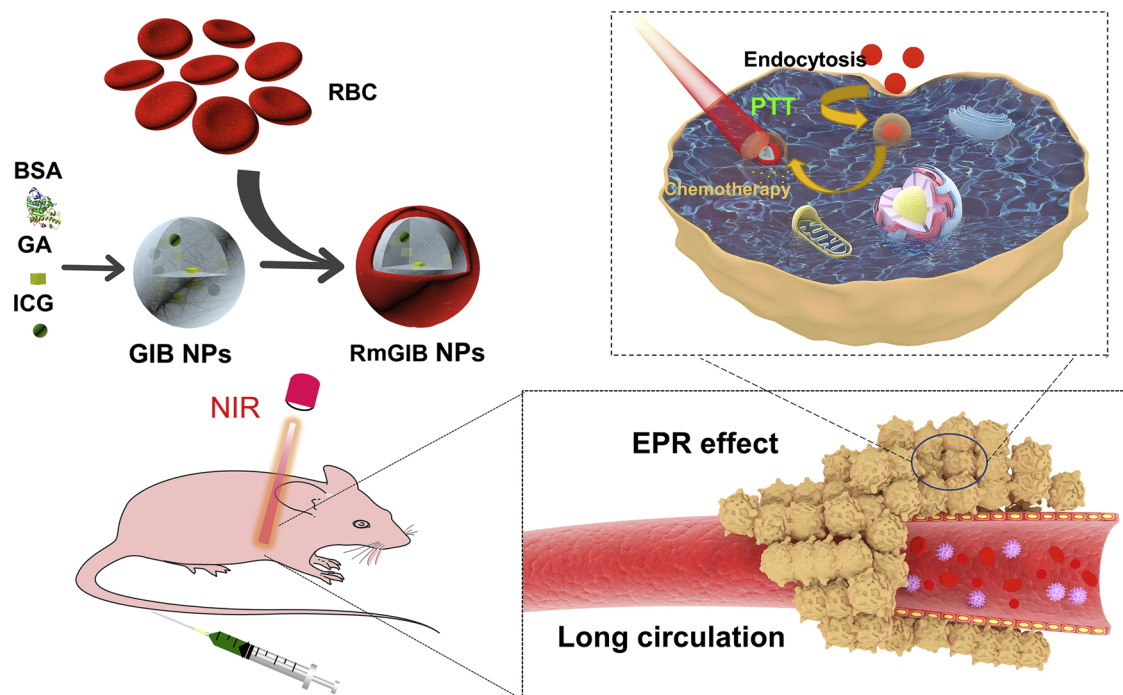 RBC
BSA
GA
ICG
GIB NPs
RmGIB NPs
Endocytosis
PTT
Chemotherapy
NIR
EPR effect
Long circulation